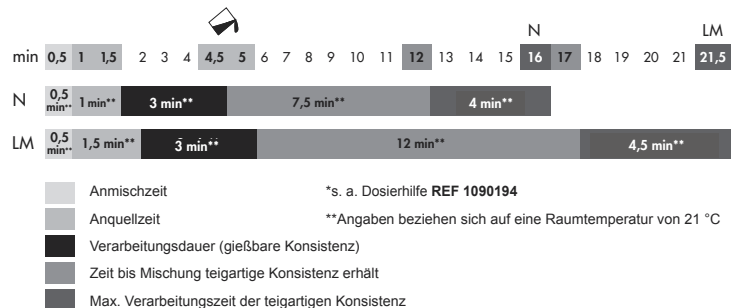 N LM
min 0,5 1 1,5 2 3 4 4,5 5 6 7 8 9 10 11 12 13 14 15 16 17 18 19 20 21 21,5
N 0,5 min** 1 min** 3 min** 7,5 min** 4 min**
LM 0,5 min** 1,5 min** 3 min** 12 min** 4,5 min**
Anmischzeit *s. a. Dosierhilfe REF 1090194
Anquellzeit **Angaben beziehen sich auf eine Raumtemperatur von 21 °C
Verarbeitungsdauer (gießbare Konsistenz)
Zeit bis Mischung teigartige Konsistenz erhält
Max. Verarbeitungszeit der teigartigen Konsistenz